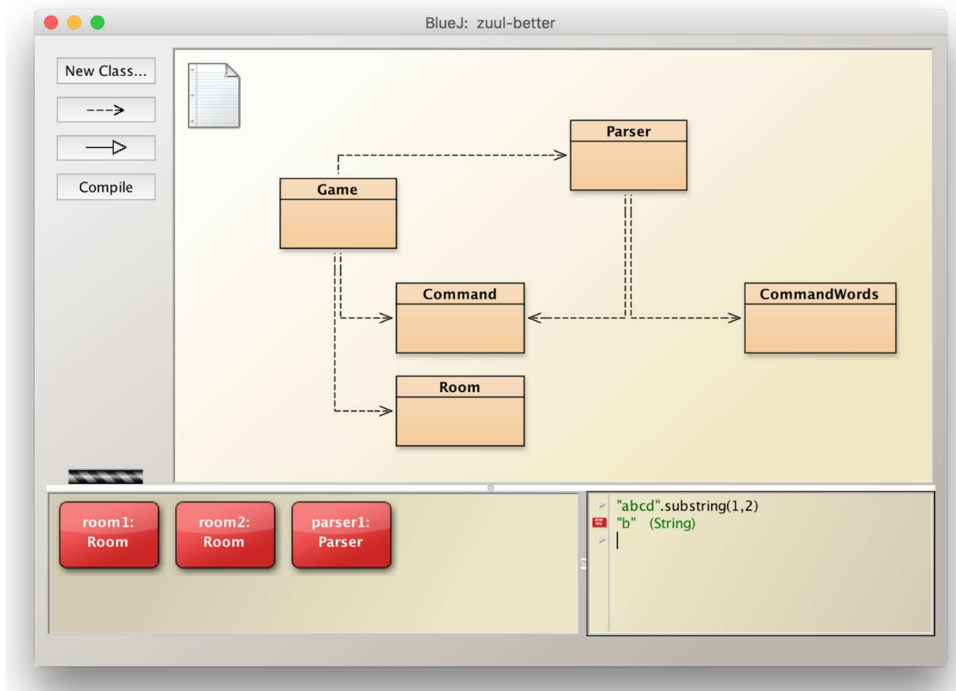 BlueJ: zuul-better
New Class...
Compile
Parser
Game
Command
CommandWords
Room
room1:
Room
room2:
Room
parser1:
Parser
"abcd".substring(1,2)
"b" (String)